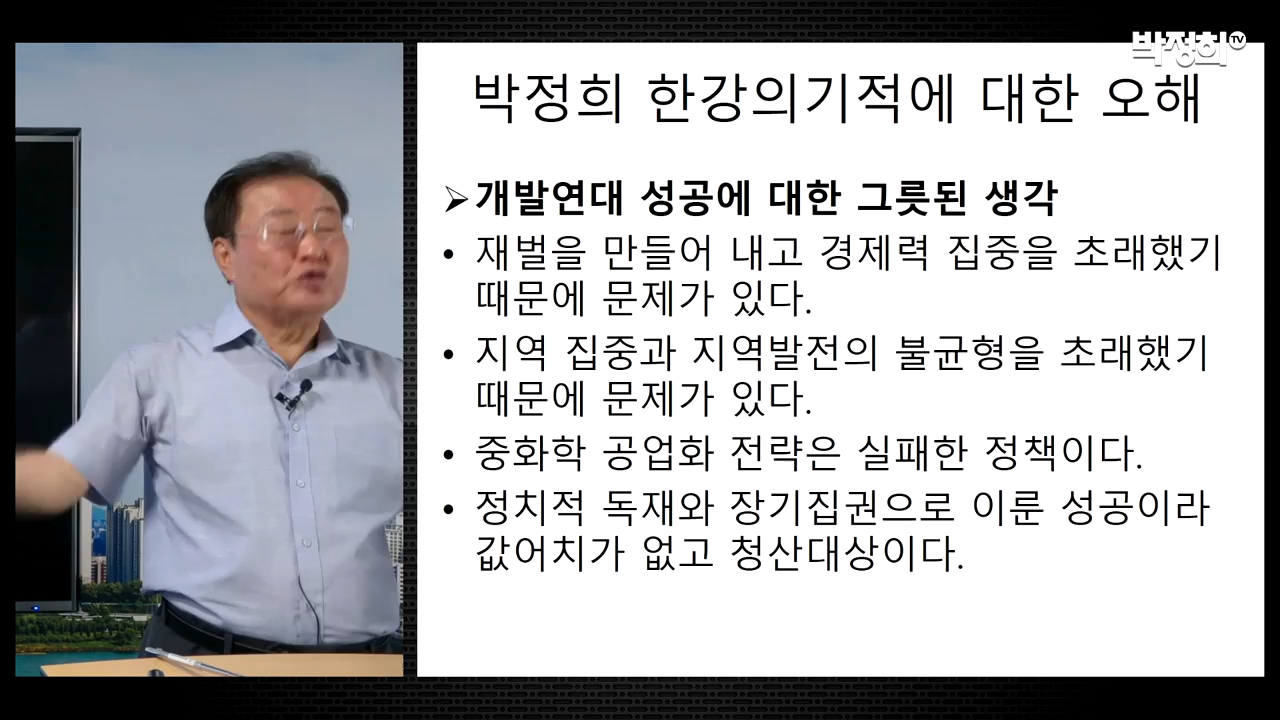 박정희 TV
박정희 한강의기적에 대한 오해
➢개발연대 성공에 대한 그릇된 생각
• 재벌을 만들어 내고 경제력 집중을 초래했기
때문에 문제가 있다.
• 지역 집중과 지역발전의 불균형을 초래했기
때문에 문제가 있다.
• 중화학 공업화 전략은 실패한 정책이다.
• 정치적 독재와 장기집권으로 이룬 성공이라
값어치가 없고 청산대상이다.